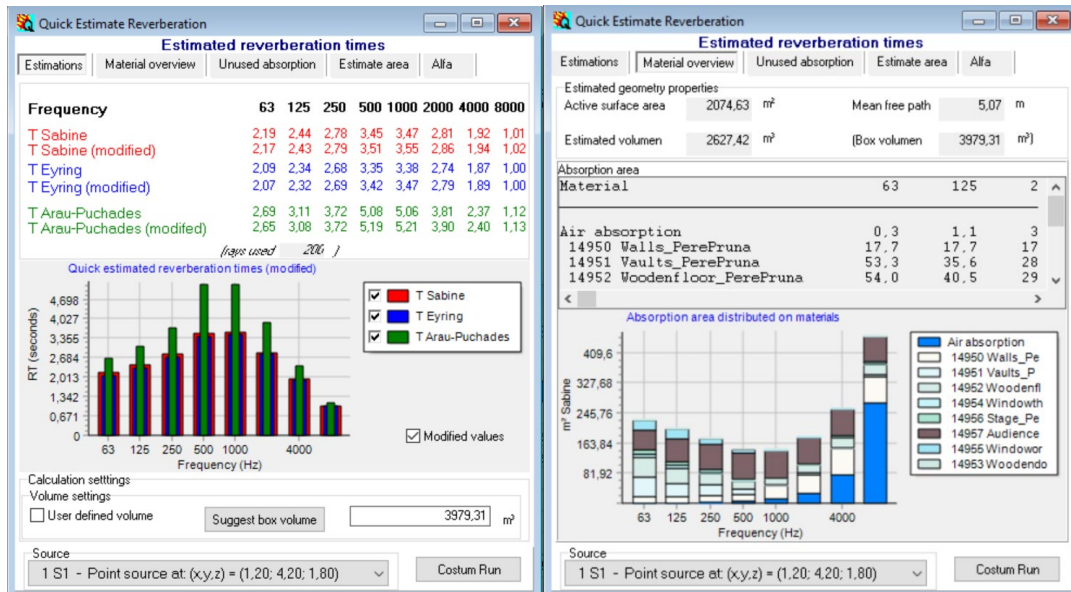 Quick Estimate Reverberation
Estimated reverberation times
Estimations Material overview Unused absorption Estimate area Alfa
Frequency 63 125 250 500 1000 2000 4000 8000
T Sabine 2,19 2,44 2,78 3,45 3,47 2,81 1,92 1,01
T Sabine (modified) 2,17 2,43 2,79 3,51 3,55 2,86 1,94 1,02
T Eyring 2,09 2,34 2,68 3,35 3,38 2,74 1,87 1,00
T Eyring (modified) 2,07 2,32 2,69 3,42 3,47 2,79 1,89 1,00
T Arau-Puchades 2,69 3,11 3,72 5,08 5,06 3,81 2,37 1,12
T Arau-Puchades (modifed) 2,65 3,08 3,72 5,19 5,21 3,90 2,40 1,13
(rays used 200 )
Quick estimated reverberation times (modified)
RT (seconds)
4,698
4,027
3,355
2,684
2,013
1,342
0,671
0
63 125 250 500 1000 4000
Frequency (Hz)
T Sabine
T Eyring
T Arau-Puchades
Modified values
Calculation setttings
Volume settings
User defined volume Suggest box volume 3979,31 m³
Source
1 S1 - Point source at: (x,y,z) = (1,20; 4,20; 1,80) Costum Run
Quick Estimate Reverberation
Estimated reverberation times
Estimations Material overview Unused absorption Estimate area Alfa
Estimated geometry properties
Active surface area 2074,63 m² Mean free path 5,07 m
Estimated volumen 2627,42 m³ (Box volumen 3979,31 m³)
Absorption area
Material 63 125 2
Air absorption 0,3 1,1 3
14950 Walls_PerePruna 17,7 17,7 17
14951 Vaults_PerePruna 53,3 35,6 28
14952 Woodenfloor_PerePruna 54,0 40,5 29
Absorption area distributed on materials
m² Sabine
409,6
327,68
245,76
163,84
81,92
63 125 250 500 1000 4000
Frequency (Hz)
Air absorption
14950 Walls_Pe
14951 Vaults_P
14952 Woodenfl
14954 Windowth
14956 Stage_Pe
14957 Audience
14955 Windowor
14953 Woodendo
Source
1 S1 - Point source at: (x,y,z) = (1,20; 4,20; 1,80) Costum Run